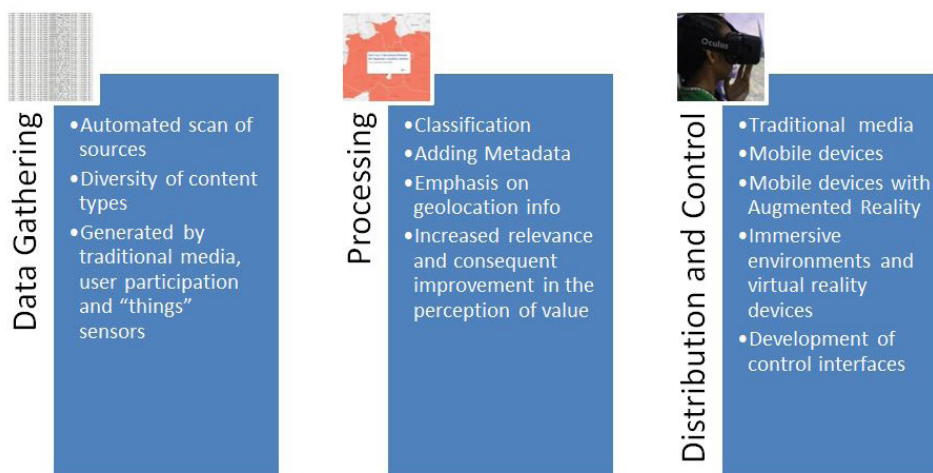 Data Gathering
•Automated scan of
sources
•Diversity of content
types
•Generated by
traditional media,
user participation
and “things”
sensors
Processing
•Classification
•Adding Metadata
•Emphasis on
geolocation info
•Increased relevance
and consequent
improvement in the
perception of value
Oculus
Distribution and Control
•Traditional media
•Mobile devices
•Mobile devices with
Augmented Reality
•Immersive
environments and
virtual reality
devices
•Development of
control interfaces